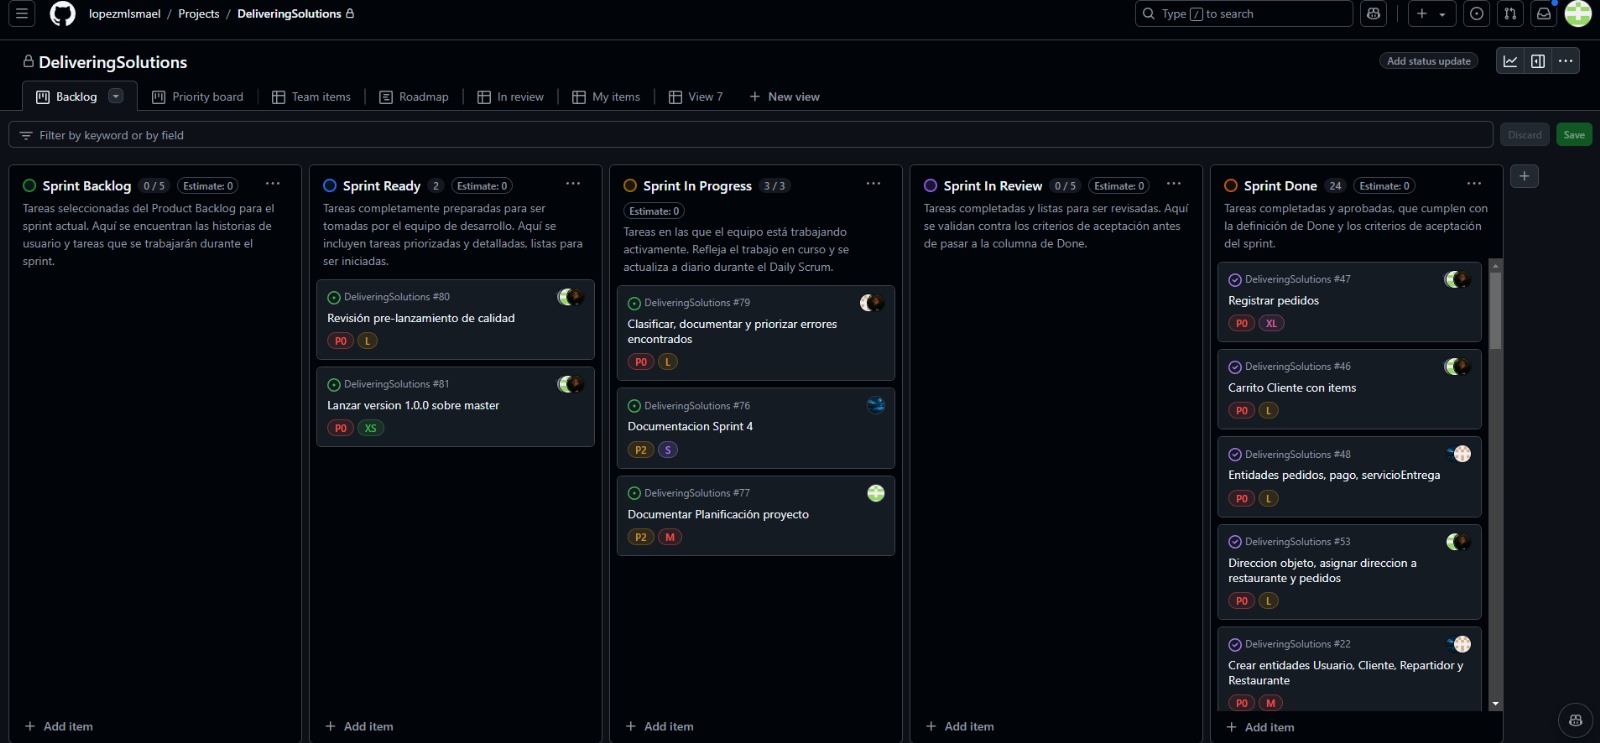 lopezmIsmael / Projects / DeliveringSolutions
Type / to search
DeliveringSolutions
Add status update
Backlog
Priority board
Team items
Roadmap
In review
My items
View 7
New view
Filter by keyword or by field
Discard
Save
Sprint Backlog 0 / 5 Estimate: 0
Tareas seleccionadas del Product Backlog para el
sprint actual. Aquí se encuentran las historias de
usuario y tareas que se trabajarán durante el
sprint.
Add item
Sprint Ready 2 Estimate: 0
Tareas completamente preparadas para ser
tomadas por el equipo de desarrollo. Aquí se
incluyen tareas priorizadas y detalladas, listas para
ser iniciadas.
DeliveringSolutions #80
Revisión pre-lanzamiento de calidad
P0 L
DeliveringSolutions #81
Lanzar version 1.0.0 sobre master
P0 XS
Add item
Sprint In Progress 3 / 3
Estimate: 0
Tareas en las que el equipo está trabajando
activamente. Refleja el trabajo en curso y se
actualiza a diario durante el Daily Scrum.
DeliveringSolutions #79
Clasificar, documentar y priorizar errores
encontrados
P0 L
DeliveringSolutions #76
Documentacion Sprint 4
P2 S
DeliveringSolutions #77
Documentar Planificación proyecto
P2 M
Add item
Sprint In Review 0 / 5 Estimate: 0
Tareas completadas y listas para ser revisadas. Aquí
se validan contra los criterios de aceptación antes
de pasar a la columna de Done.
Add item
Sprint Done 24 Estimate: 0
Tareas completadas y aprobadas, que cumplen con
la definición de Done y los criterios de aceptación
del sprint.
DeliveringSolutions #47
Registrar pedidos
P0 XL
DeliveringSolutions #46
Carrito Cliente con items
P0 L
DeliveringSolutions #48
Entidades pedidos, pago, servicioEntrega
P0 L
DeliveringSolutions #53
Direccion objeto, asignar direccion a
restaurante y pedidos
P0 L
DeliveringSolutions #22
Crear entidades Usuario, Cliente, Repartidor y
Restaurante
P0 M
Add item